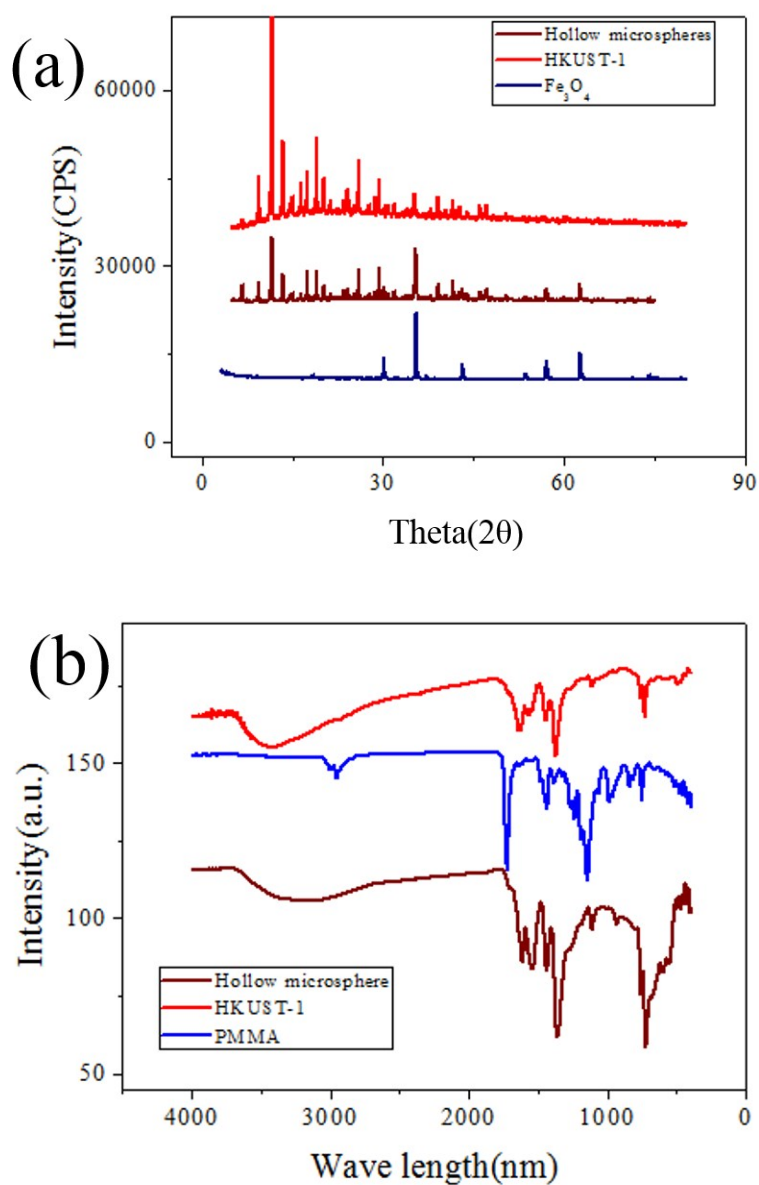 (a)
Hollow microspheres
HKUST-1
Fe₃O₄
60000
30000
0
Intensity(CPS)
0 30 60 90
Theta(2θ)
(b)
150
100
50
Intensity(a.u.)
Hollow microsphere
HKUST-1
PMMA
4000 3000 2000 1000 0
Wave length(nm)